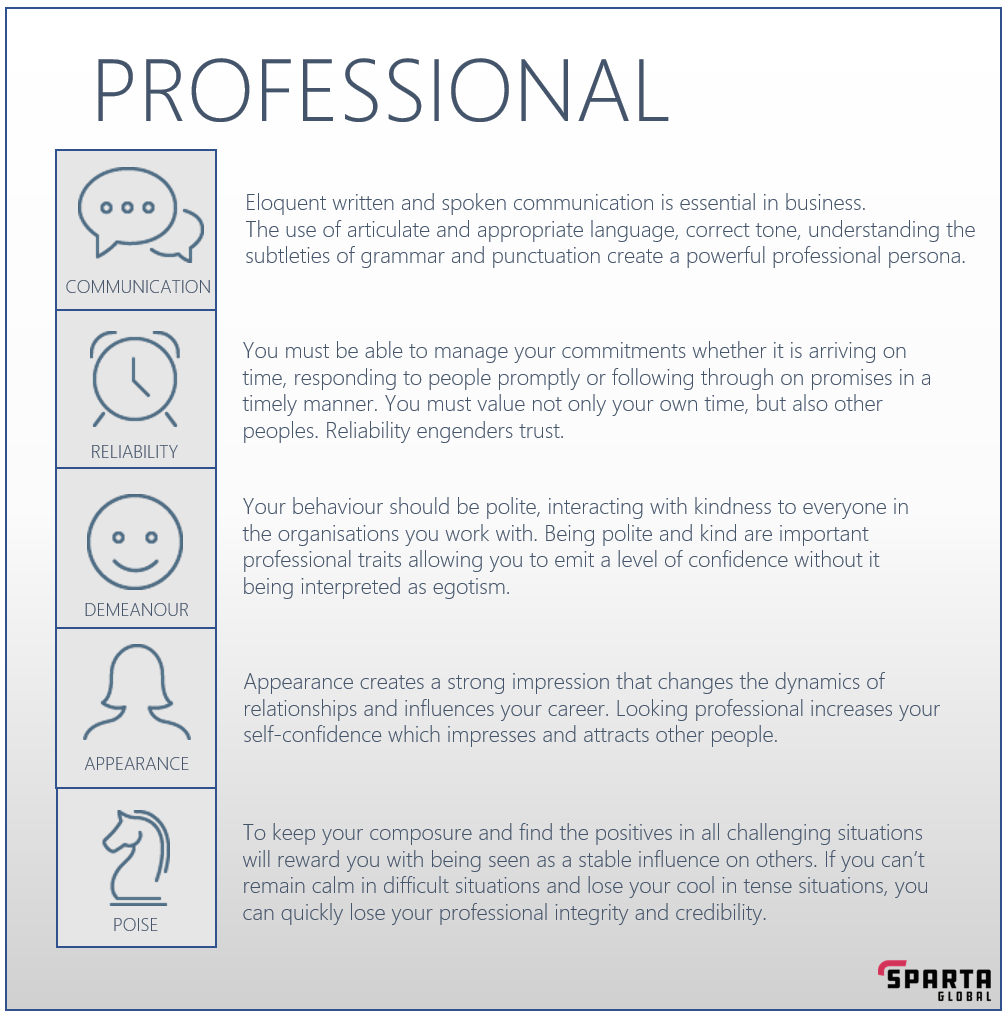 PROFESSIONAL
COMMUNICATION
Eloquent written and spoken communication is essential in business.
The use of articulate and appropriate language, correct tone, understanding the
subtleties of grammar and punctuation create a powerful professional persona.
RELIABILITY
You must be able to manage your commitments whether it is arriving on
time, responding to people promptly or following through on promises in a
timely manner. You must value not only your own time, but also other
peoples. Reliability engenders trust.
DEMEANOUR
Your behaviour should be polite, interacting with kindness to everyone in
the organisations you work with. Being polite and kind are important
professional traits allowing you to emit a level of confidence without it
being interpreted as egotism.
APPEARANCE
Appearance creates a strong impression that changes the dynamics of
relationships and influences your career. Looking professional increases your
self-confidence which impresses and attracts other people.
POISE
To keep your composure and find the positives in all challenging situations
will reward you with being seen as a stable influence on others. If you can’t
remain calm in difficult situations and lose your cool in tense situations, you
can quickly lose your professional integrity and credibility.
SPARTA
GLOBAL